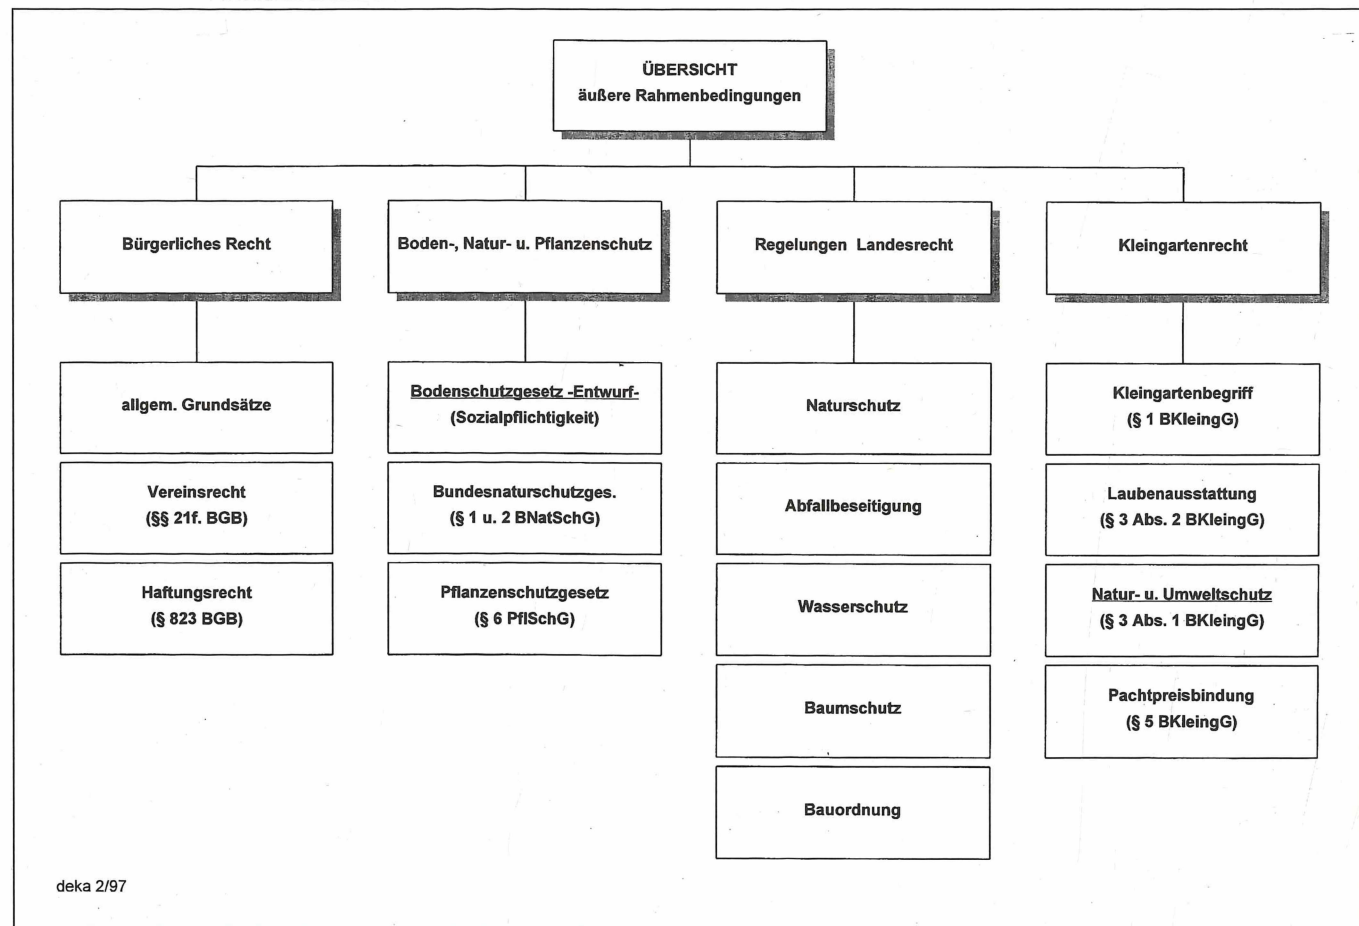 ÜBERSICHT
äußere Rahmenbedingungen
Bürgerliches Recht
allgem. Grundsätze
Vereinsrecht
(§§ 21f. BGB)
Haftungsrecht
(§ 823 BGB)
Boden-, Natur- u. Pflanzenschutz
Bodenschutzgesetz -Entwurf-
(Sozialpflichtigkeit)
Bundesnaturschutzges.
(§ 1 u. 2 BNatSchG)
Pflanzenschutzgesetz
(§ 6 PflSchG)
Regelungen Landesrecht
Naturschutz
Abfallbeseitigung
Wasserschutz
Baumschutz
Bauordnung
Kleingartenrecht
Kleingartenbegriff
(§ 1 BKleingG)
Laubenausstattung
(§ 3 Abs. 2 BKleingG)
Natur- u. Umweltschutz
(§ 3 Abs. 1 BKleingG)
Pachtpreisbindung
(§ 5 BKleingG)
deka 2/97